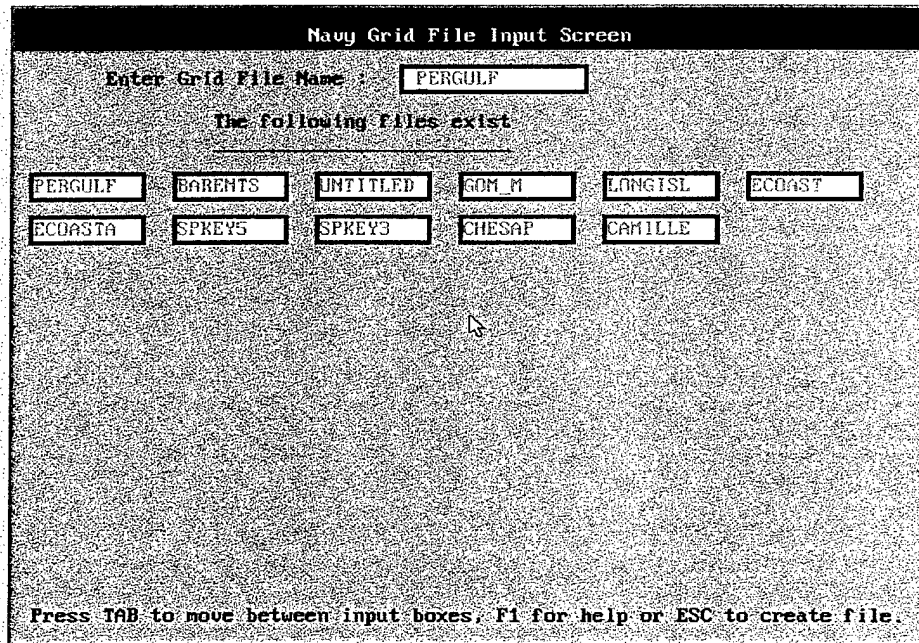 Navy Grid File Input Screen
Enter Grid File Name : PERGULF
The following files exist
PERGULF BARENTS UNTITLED GOM_M LONGISL ECOAST
ECOASTA SPKEY5 SPKEY3 CHESAP CAMILLE
Press TAB to move between input boxes, F1 for help or ESC to create file.